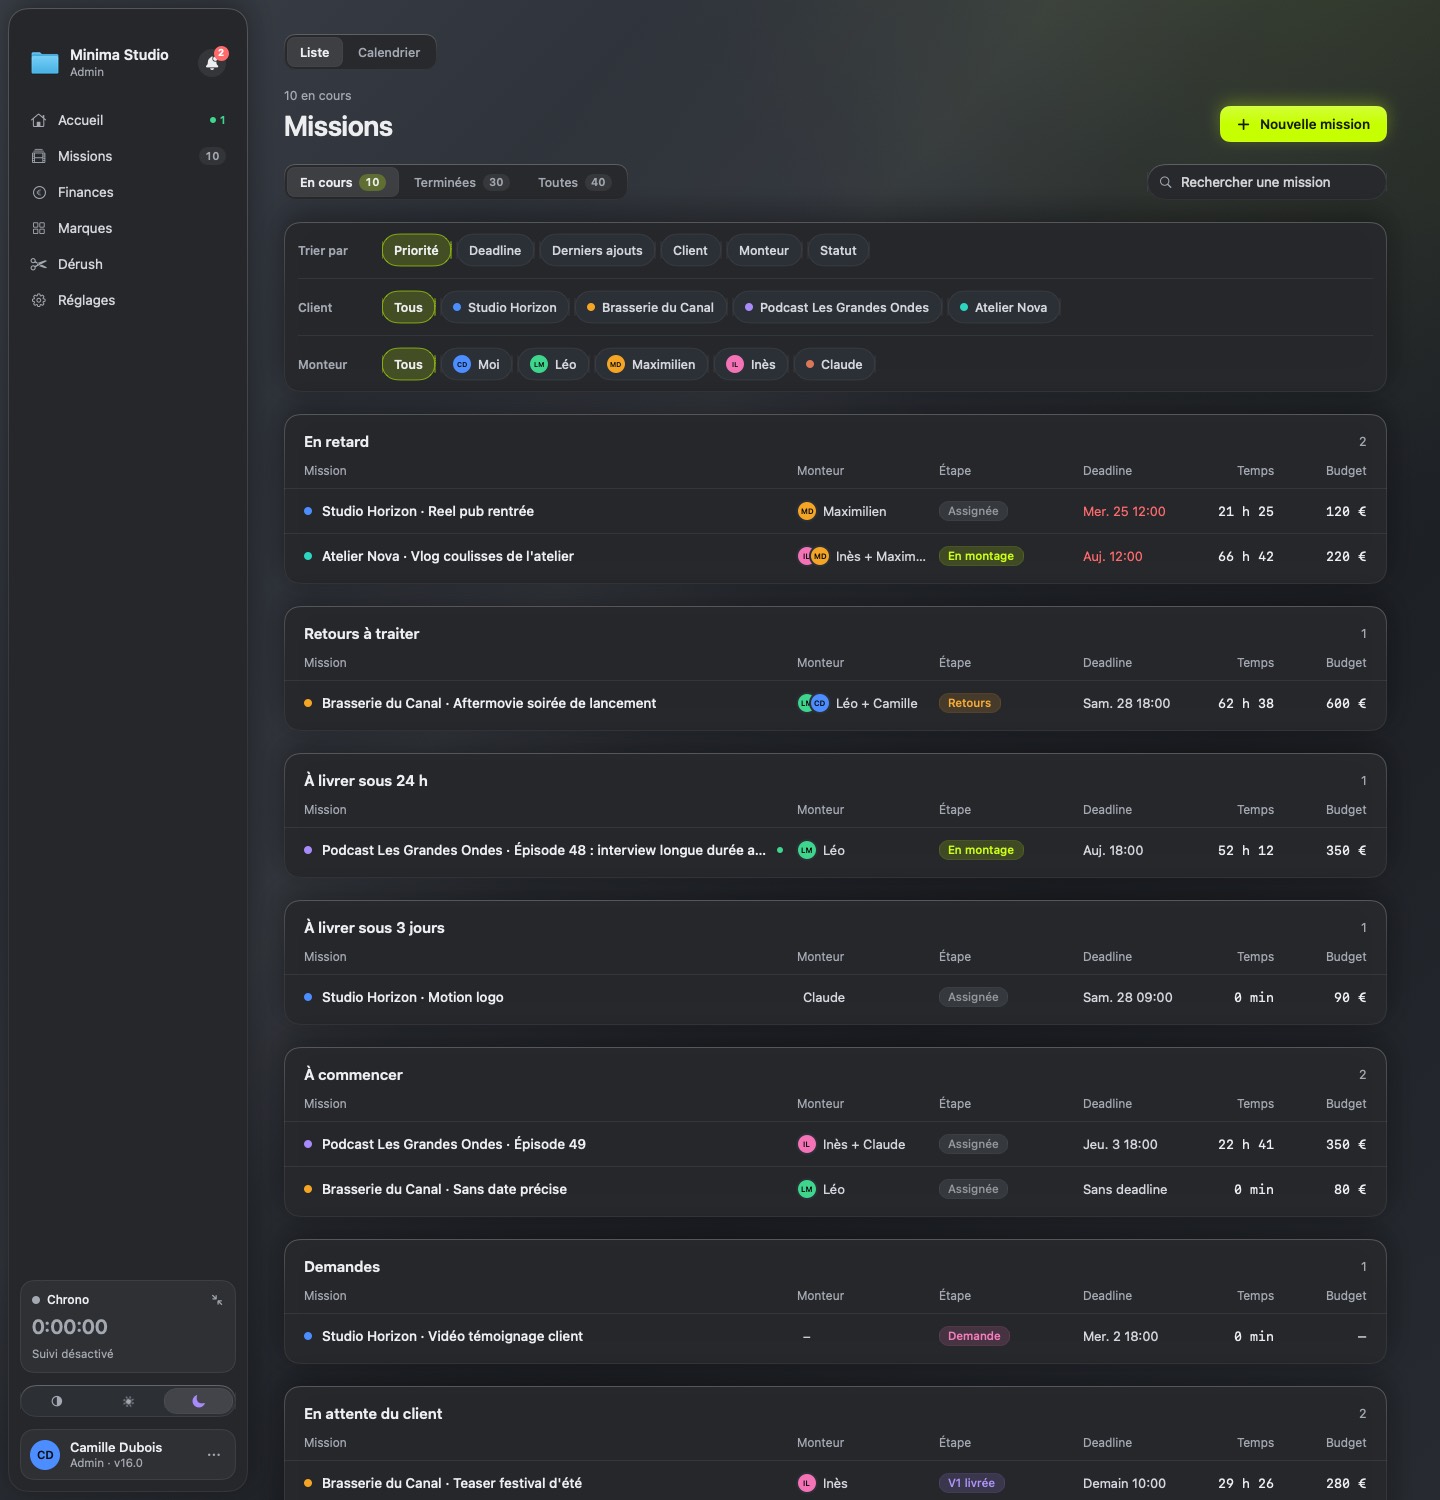 Minima Studio
Admin
2
Accueil 1
Missions 10
Finances
Marques
Dérush
Réglages
Chrono
0:00:00
Suivi désactivé
CD Camille Dubois
Admin · v16.0
Liste Calendrier
10 en cours
Missions
+ Nouvelle mission
En cours 10 Terminées 30 Toutes 40
Rechercher une mission
Trier par Priorité Deadline Derniers ajouts Client Monteur Statut
Client Tous Studio Horizon Brasserie du Canal Podcast Les Grandes Ondes Atelier Nova
Monteur Tous CD Moi LM Léo MD Maximilien IL Inès Claude
En retard 2
Mission Monteur Étape Deadline Temps Budget
Studio Horizon · Reel pub rentrée MD Maximilien Assignée Mer. 25 12:00 21 h 25 120 €
Atelier Nova · Vlog coulisses de l'atelier IL MD Inès + Maxim... En montage Auj. 12:00 66 h 42 220 €
Retours à traiter 1
Mission Monteur Étape Deadline Temps Budget
Brasserie du Canal · Aftermovie soirée de lancement LM CD Léo + Camille Retours Sam. 28 18:00 62 h 38 600 €
À livrer sous 24 h 1
Mission Monteur Étape Deadline Temps Budget
Podcast Les Grandes Ondes · Épisode 48 : interview longue durée a... LM Léo En montage Auj. 18:00 52 h 12 350 €
À livrer sous 3 jours 1
Mission Monteur Étape Deadline Temps Budget
Studio Horizon · Motion logo Claude Assignée Sam. 28 09:00 0 min 90 €
À commencer 2
Mission Monteur Étape Deadline Temps Budget
Podcast Les Grandes Ondes · Épisode 49 IL Inès + Claude Assignée Jeu. 3 18:00 22 h 41 350 €
Brasserie du Canal · Sans date précise LM Léo Assignée Sans deadline 0 min 80 €
Demandes 1
Mission Monteur Étape Deadline Temps Budget
Studio Horizon · Vidéo témoignage client – Demande Mer. 2 18:00 0 min —
En attente du client 2
Mission Monteur Étape Deadline Temps Budget
Brasserie du Canal · Teaser festival d'été IL Inès V1 livrée Demain 10:00 29 h 26 280 €